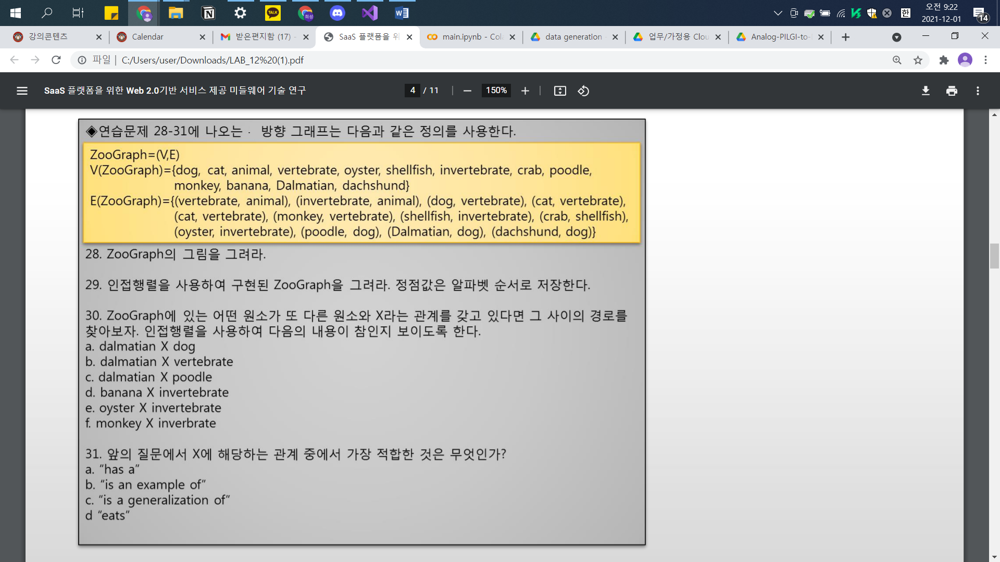 오전 9:22
2021-12-01
14
한
TALK
N
강의콘텐츠
Calendar
받은편지함 (17) -
SaaS 플랫폼을 위
main.ipynb - Cola
data generation -
업무/가정용 Clou
Analog-PILGI-to-
파일 | C:/Users/user/Downloads/LAB_12%20(1).pdf
SaaS 플랫폼을 위한 Web 2.0기반 서비스 제공 미들웨어 기술 연구
4 / 11
150%
◈연습문제 28-31에 나오는 · 방향 그래프는 다음과 같은 정의를 사용한다.
ZooGraph=(V,E)
V(ZooGraph)={dog, cat, animal, vertebrate, oyster, shellfish, invertebrate, crab, poodle,
monkey, banana, Dalmatian, dachshund}
E(ZooGraph)={(vertebrate, animal), (invertebrate, animal), (dog, vertebrate), (cat, vertebrate),
(cat, vertebrate), (monkey, vertebrate), (shellfish, invertebrate), (crab, shellfish),
(oyster, invertebrate), (poodle, dog), (Dalmatian, dog), (dachshund, dog)}
28. ZooGraph의 그림을 그려라.
29. 인접행렬을 사용하여 구현된 ZooGraph을 그려라. 정점값은 알파벳 순서로 저장한다.
30. ZooGraph에 있는 어떤 원소가 또 다른 원소와 X라는 관계를 갖고 있다면 그 사이의 경로를
찾아보자. 인접행렬을 사용하여 다음의 내용이 참인지 보이도록 한다.
a. dalmatian X dog
b. dalmatian X vertebrate
c. dalmatian X poodle
d. banana X invertebrate
e. oyster X invertebrate
f. monkey X inverbrate
31. 앞의 질문에서 X에 해당하는 관계 중에서 가장 적합한 것은 무엇인가?
a. “has a”
b. “is an example of”
c. “is a generalization of”
d “eats”